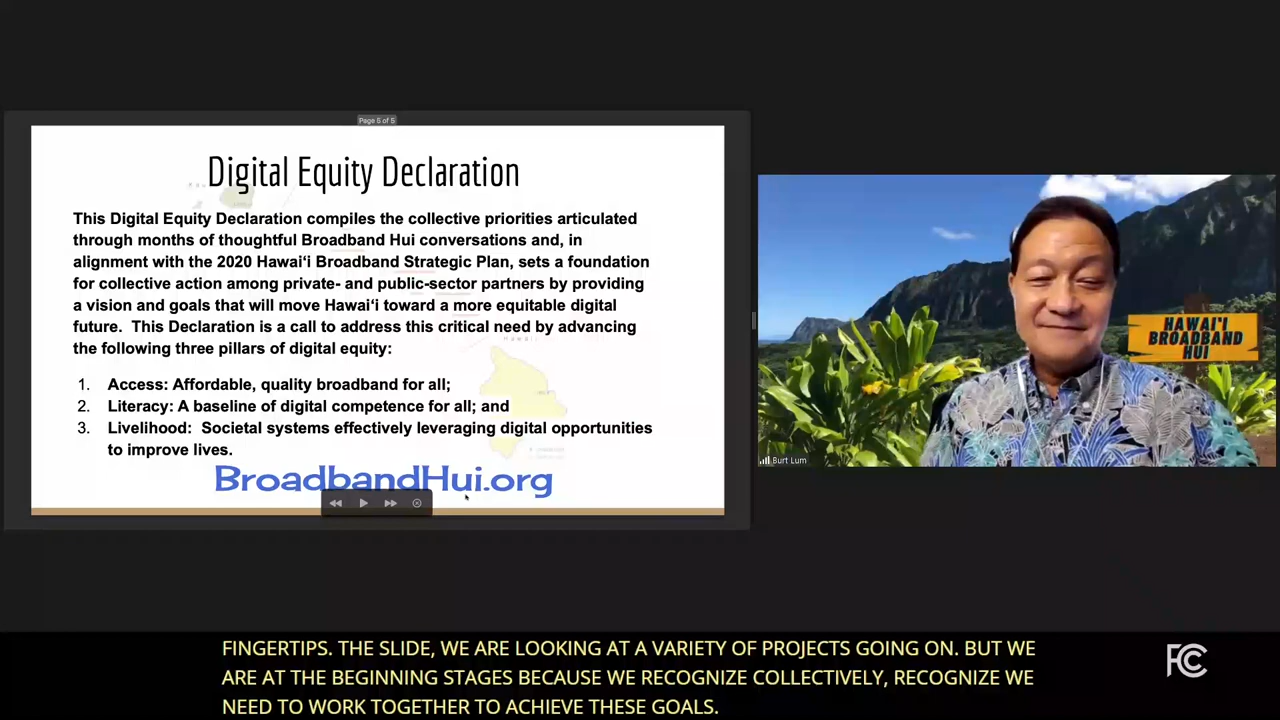 Page 5 of 5
Digital Equity Declaration
This Digital Equity Declaration compiles the collective priorities articulated
through months of thoughtful Broadband Hui conversations and, in
alignment with the 2020 Hawaiʻi Broadband Strategic Plan, sets a foundation
for collective action among private- and public-sector partners by providing
a vision and goals that will move Hawaiʻi toward a more equitable digital
future.  This Declaration is a call to address this critical need by advancing
the following three pillars of digital equity:
1. Access: Affordable, quality broadband for all;
2. Literacy: A baseline of digital competence for all; and
3. Livelihood:  Societal systems effectively leveraging digital opportunities
to improve lives.
BroadbandHui.org
HAWAIʻI
BROADBAND
HUI
Burt Lum
FINGERTIPS. THE SLIDE, WE ARE LOOKING AT A VARIETY OF PROJECTS GOING ON. BUT WE
ARE AT THE BEGINNING STAGES BECAUSE WE RECOGNIZE COLLECTIVELY, RECOGNIZE WE
NEED TO WORK TOGETHER TO ACHIEVE THESE GOALS.
FCC